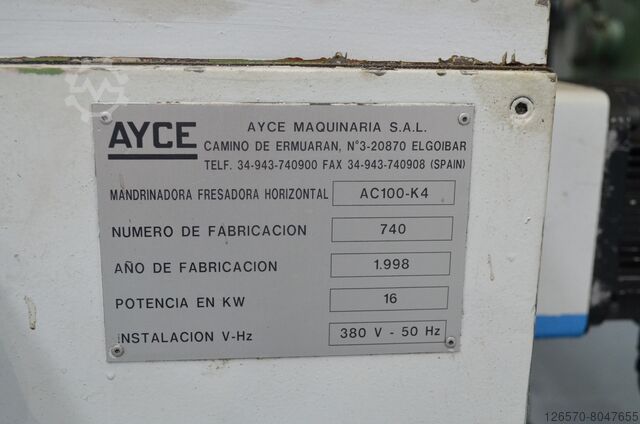 AYCE
AYCE MAQUINARIA S.A.L.
CAMINO DE ERMUARAN, N°3-20870 ELGOIBAR
TELF. 34-943-740900 FAX 34-943-740908 (SPAIN)
MANDRINADORA FRESADORA HORIZONTAL AC100-K4
NUMERO DE FABRICACION 740
AÑO DE FABRICACION 1.998
POTENCIA EN KW 16
INSTALACION V-Hz 380 V - 50 Hz
126570-8047655